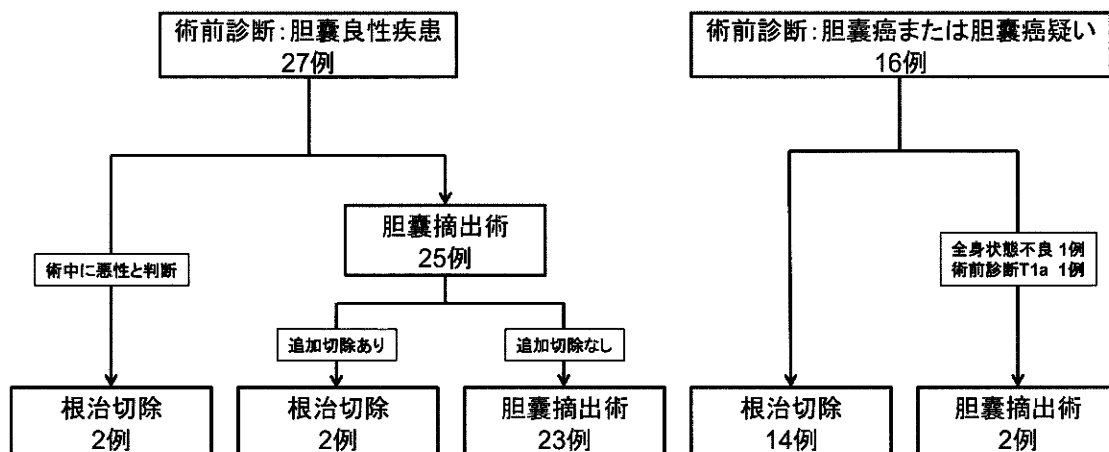 術前診断:胆嚢良性疾患
27例
術前診断:胆嚢癌または胆嚢癌疑い
16例
胆嚢摘出術
25例
術中に悪性と判断
全身状態不良 1例
術前診断T1a 1例
追加切除あり
追加切除なし
根治切除
2例
根治切除
2例
胆嚢摘出術
23例
根治切除
14例
胆嚢摘出術
2例